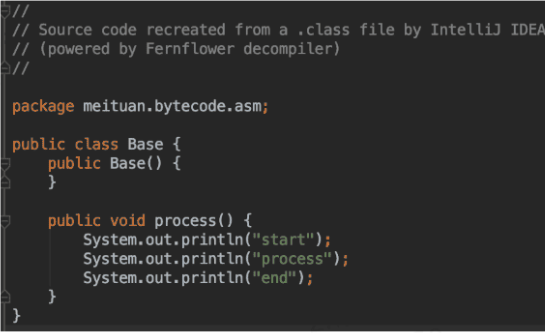 //
// Source code recreated from a .class file by IntelliJ IDEA
// (powered by Fernflower decompiler)
//
package meituan.bytecode.asm;
public class Base {
    public Base() {
    }
    public void process() {
        System.out.println("start");
        System.out.println("process");
        System.out.println("end");
    }
}